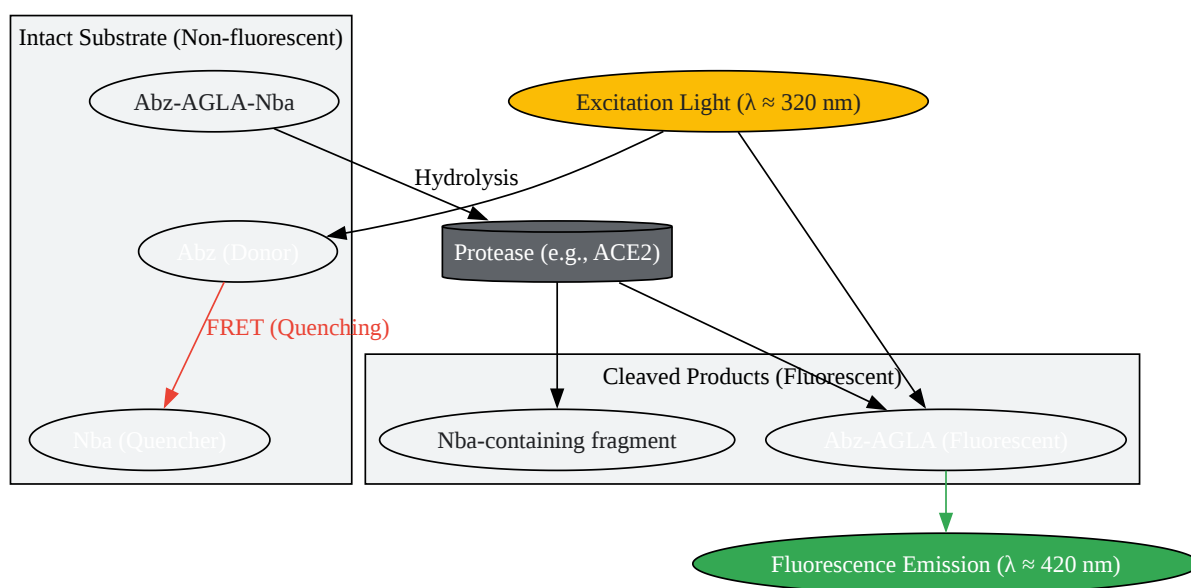 Intact Substrate (Non-fluorescent)
Abz-AGLA-Nba
Excitation Light (λ ≈ 320 nm)
Hydrolysis
Abz (Donor)
Protease (e.g., ACE2)
FRET (Quenching)
Cleaved Products (Fluorescent)
Nba (Quencher)
Nba-containing fragment
Abz-AGLA (Fluorescent)
Fluorescence Emission (λ ≈ 420 nm)